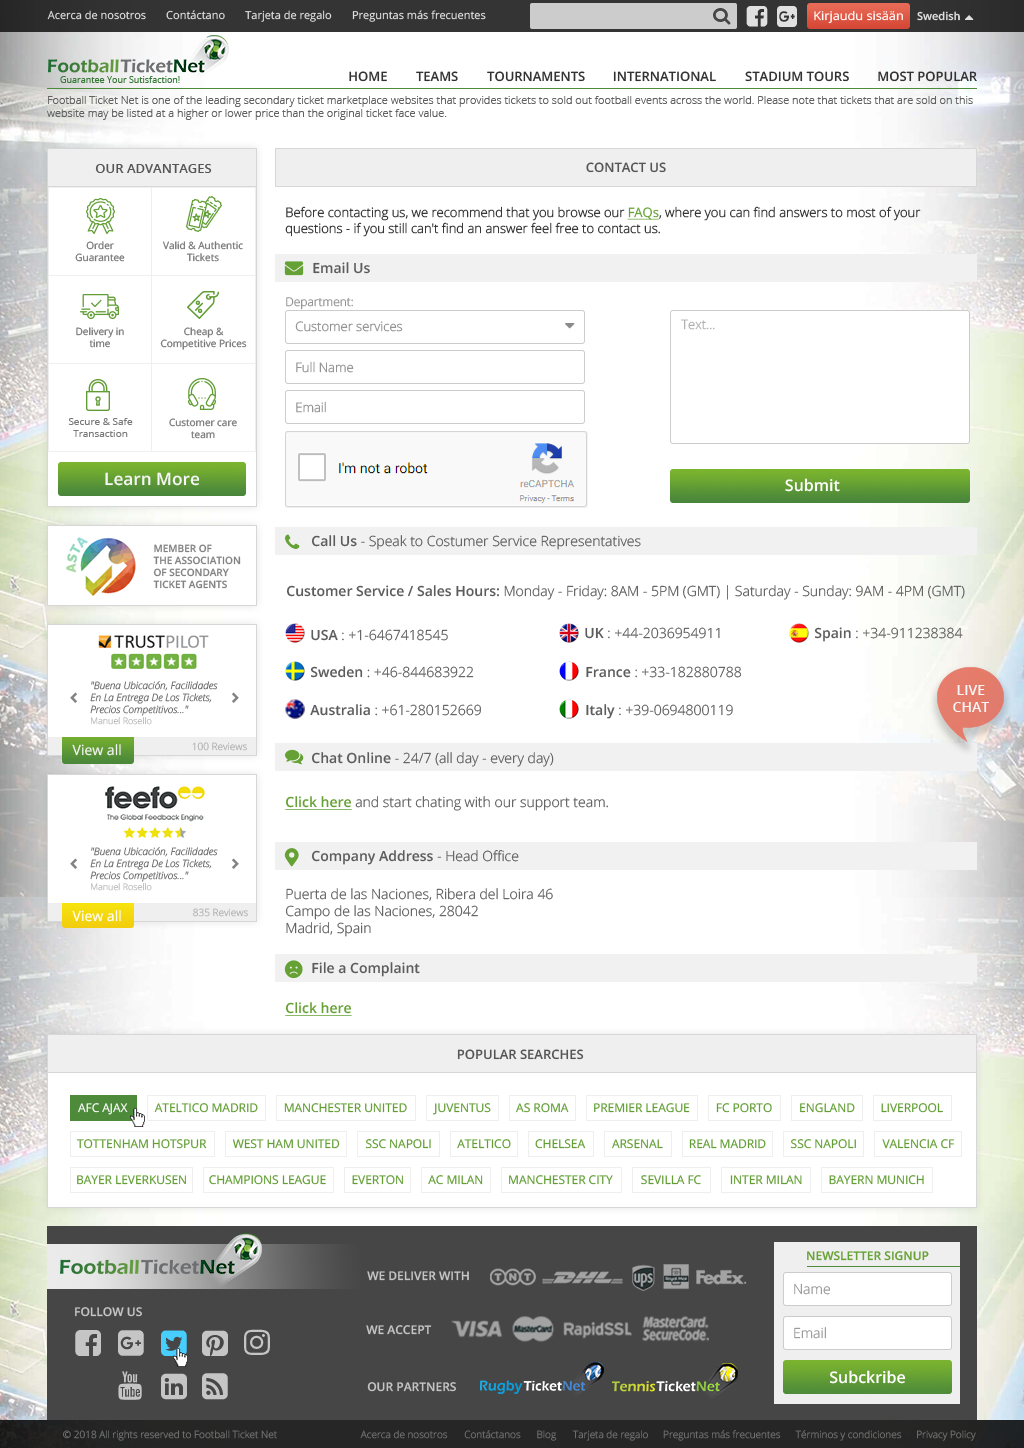 Acerca de nosotros Contáctano Tarjeta de regalo Preguntas más frecuentes Kirjaudu sisään Swedish
FootballTicketNet
Guarantee Your Sutisfaction!
HOME TEAMS TOURNAMENTS INTERNATIONAL STADIUM TOURS MOST POPULAR
Football Ticket Net is one of the leading secondary ticket marketplace websites that provides tickets to sold out football events across the world. Please note that tickets that are sold on this
website may be listed at a higher or lower price than the original ticket face value.
OUR ADVANTAGES
Order
Guarantee
Valid & Authentic
Tickets
Delivery in
time
Cheap &
Competitive Prices
Secure & Safe
Transaction
Customer care
team
Learn More
ASTA
MEMBER OF
THE ASSOCIATION
OF SECONDARY
TICKET AGENTS
TRUSTPILOT
"Buena Ubicación, Facilidades
En La Entrega De Los Tickets,
Precios Competitivos..."
Manuel Rosello
View all
100 Reviews
feefo
The Global Feedback Engine
"Buena Ubicación, Facilidades
En La Entrega De Los Tickets,
Precios Competitivos..."
Manuel Rosello
View all
835 Reviews
CONTACT US
Before contacting us, we recommend that you browse our FAQs, where you can find answers to most of your
questions - if you still can't find an answer feel free to contact us.
Email Us
Department:
Customer services
Full Name
Email
I'm not a robot
reCAPTCHA
Privacy - Terms
Text...
Submit
Call Us - Speak to Costumer Service Representatives
Customer Service / Sales Hours: Monday - Friday: 8AM - 5PM (GMT) | Saturday - Sunday: 9AM - 4PM (GMT)
USA : +1-6467418545 UK : +44-2036954911 Spain : +34-911238384
Sweden : +46-844683922 France : +33-182880788
Australia : +61-280152669 Italy : +39-0694800119
LIVE
CHAT
Chat Online - 24/7 (all day - every day)
Click here and start chating with our support team.
Company Address - Head Office
Puerta de las Naciones, Ribera del Loira 46
Campo de las Naciones, 28042
Madrid, Spain
File a Complaint
Click here
POPULAR SEARCHES
AFC AJAX ATELTICO MADRID MANCHESTER UNITED JUVENTUS AS ROMA PREMIER LEAGUE FC PORTO ENGLAND LIVERPOOL
TOTTENHAM HOTSPUR WEST HAM UNITED SSC NAPOLI ATELTICO CHELSEA ARSENAL REAL MADRID SSC NAPOLI VALENCIA CF
BAYER LEVERKUSEN CHAMPIONS LEAGUE EVERTON AC MILAN MANCHESTER CITY SEVILLA FC INTER MILAN BAYERN MUNICH
FootballTicketNet
FOLLOW US
You
Tube
WE DELIVER WITH TNT DHL ups Royal Mail FedEx.
WE ACCEPT VISA MasterCard RapidSSL MasterCard.
SecureCode.
OUR PARTNERS RugbyTicketNet TennisTicketNet
NEWSLETTER SIGNUP
Name
Email
Subckribe
© 2018 All rights reserved to Football Ticket Net
Acerca de nosotros Contáctanos Blog Tarjeta de regalo Preguntas más frecuentes Términos y condiciones Privacy Policy